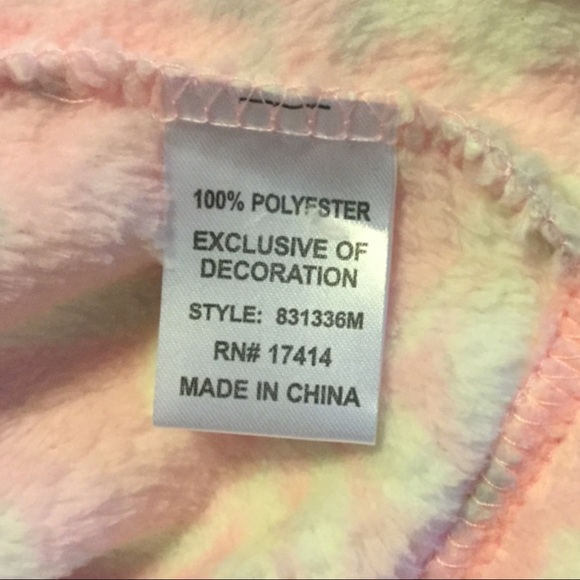 100% POLYESTER
EXCLUSIVE OF
DECORATION
STYLE: 831336M
RN# 17414
MADE IN CHINA